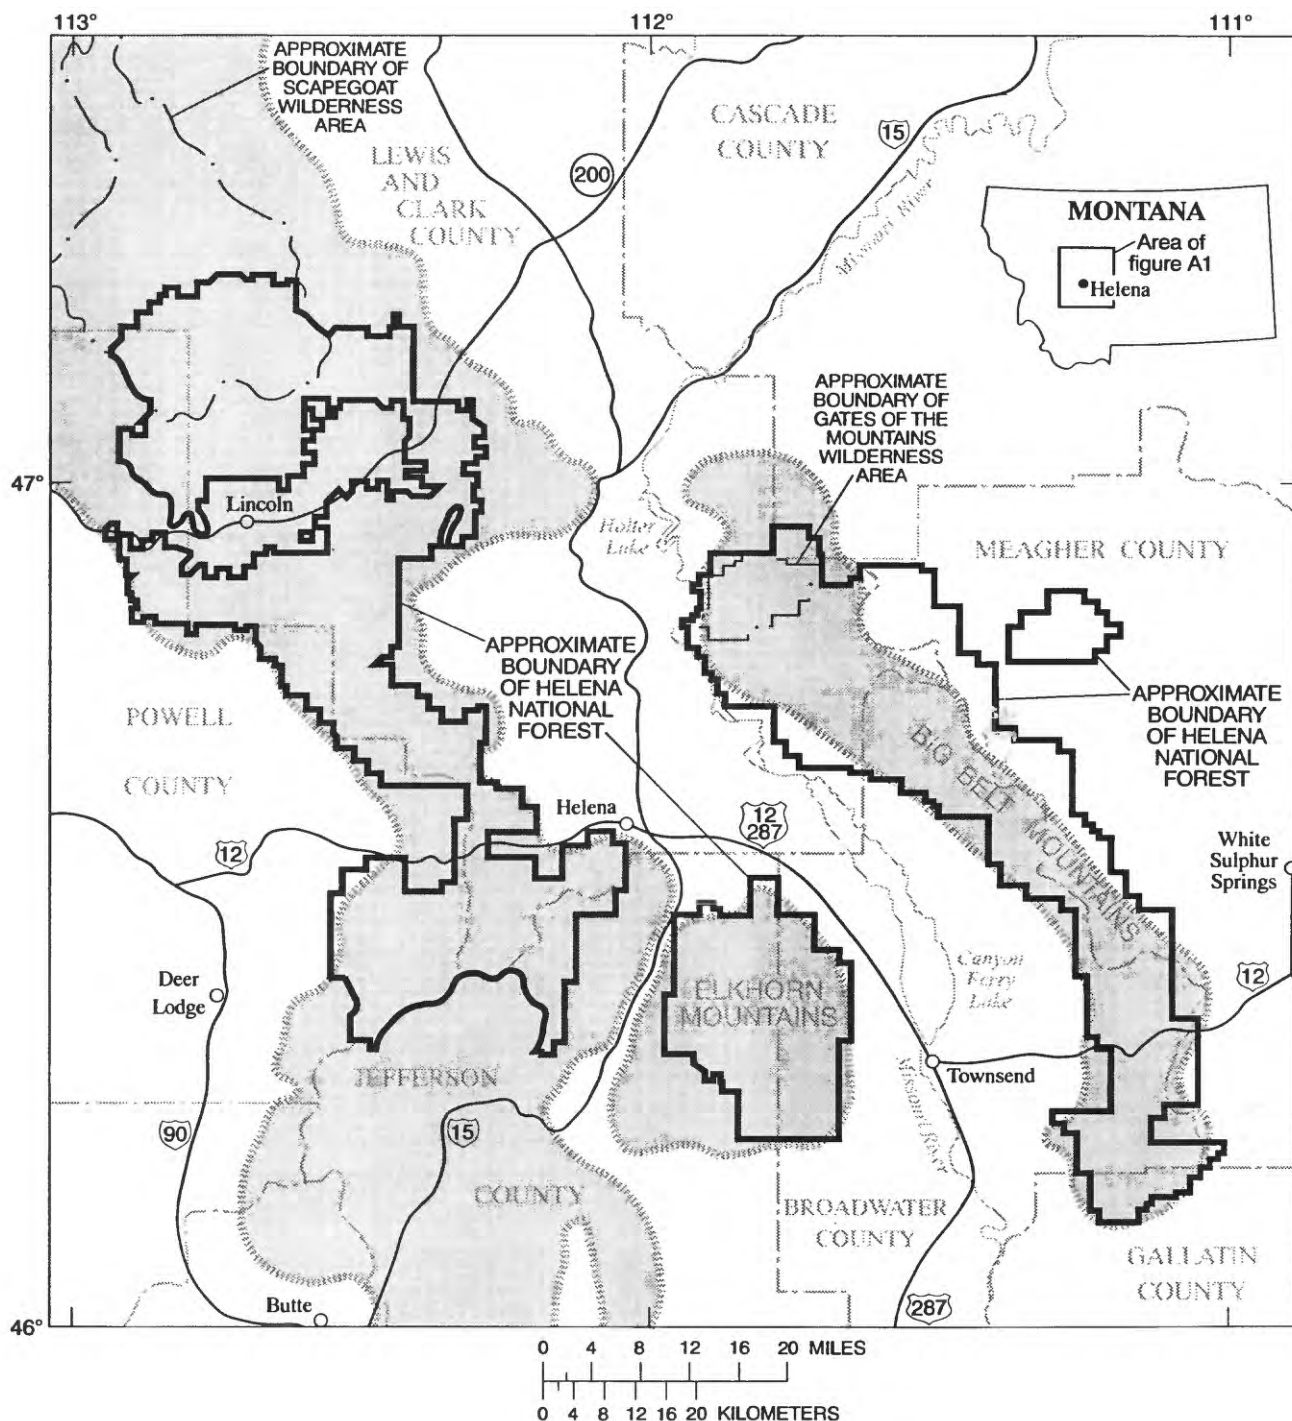 113°
112°
111°
APPROXIMATE
BOUNDARY OF
SCAPEGOAT
WILDERNESS
AREA
CASCADE
COUNTY
15
LEWIS
AND
CLARK
COUNTY
200
Missouri River
MONTANA
Area of
figure A1
Helena
APPROXIMATE
BOUNDARY OF
GATES OF THE
MOUNTAINS
WILDERNESS
AREA
47°
Lincoln
Holter
Lake
MEAGHER COUNTY
APPROXIMATE
BOUNDARY
OF HELENA
NATIONAL
FOREST
APPROXIMATE
BOUNDARY
OF HELENA
NATIONAL
FOREST
POWELL
COUNTY
BIG BELT MOUNTAINS
Helena
12
287
12
White
Sulphur
Springs
Deer
Lodge
ELKHORN
MOUNTAINS
Canyon
Ferry
Lake
12
Townsend
JEFFERSON
COUNTY
90
15
Missouri River
BROADWATER
COUNTY
GALLATIN
COUNTY
Butte
287
46°
0 4 8 12 16 20 MILES
0 4 8 12 16 20 KILOMETERS